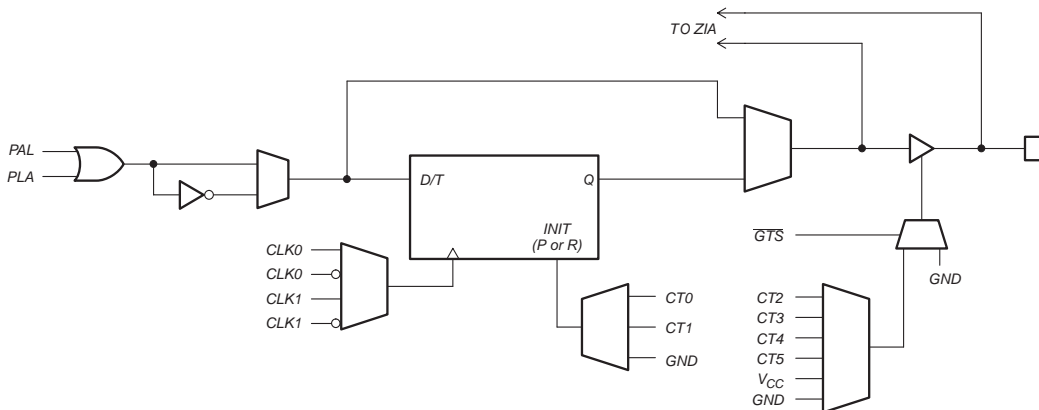 TO ZIA
PAL
PLA
D/T
Q
INIT
(P or R)
CLK0
CLK0
CLK1
CLK1
CT0
CT1
GND
GTS
GND
CT2
CT3
CT4
CT5
VCC
GND